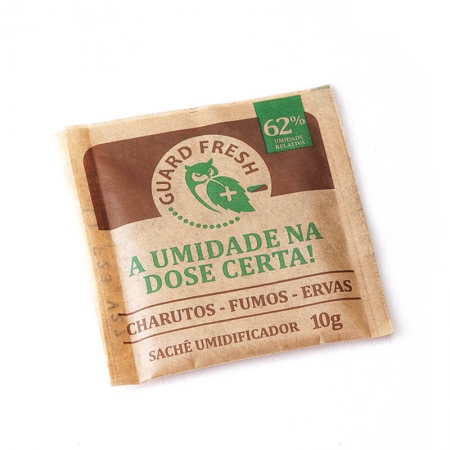 62%
UMIDADE
RELATIVA
GUARD FRESH
A UMIDADE NA
DOSE CERTA!
CHARUTOS - FUMOS - ERVAS
SACHÊ UMIDIFICADOR 10g